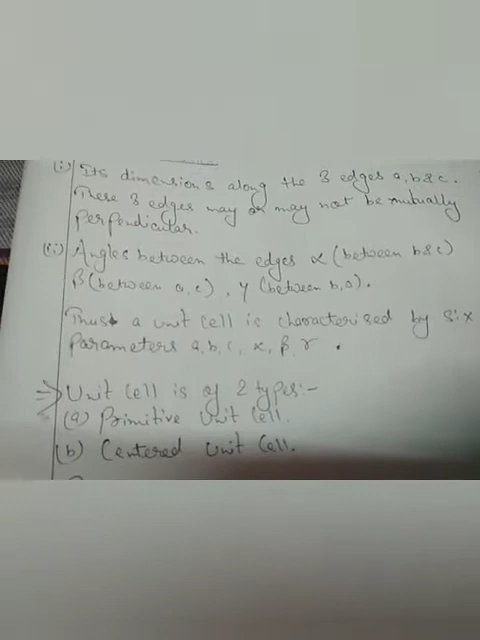 (i) Its dimensions along the 3 edges a, b & c.
These 3 edges may or may not be mutually
perpendicular.
(ii) Angles between the edges α (between b & c)
β (between a, c), γ (between b, a).
Thus a unit cell is characterised by six
parameters a, b, c, α, β, γ.
⇒ Unit cell is of 2 types:-
(a) Primitive Unit Cell.
(b) Centered Unit Cell.